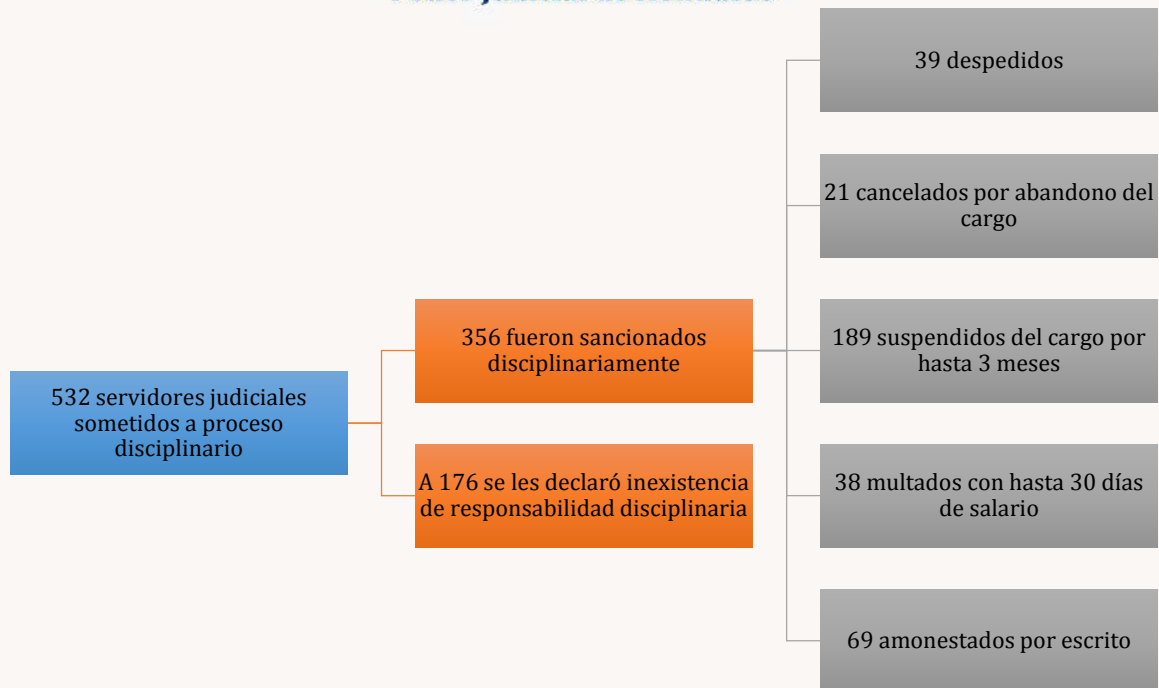 39 despedidos
21 cancelados por abandono del
cargo
356 fueron sancionados
disciplinariamente
189 suspendidos del cargo por
hasta 3 meses
532 servidores judiciales
sometidos a proceso
disciplinario
A 176 se les declaró inexistencia
de responsabilidad disciplinaria
38 multados con hasta 30 días
de salario
69 amonestados por escrito